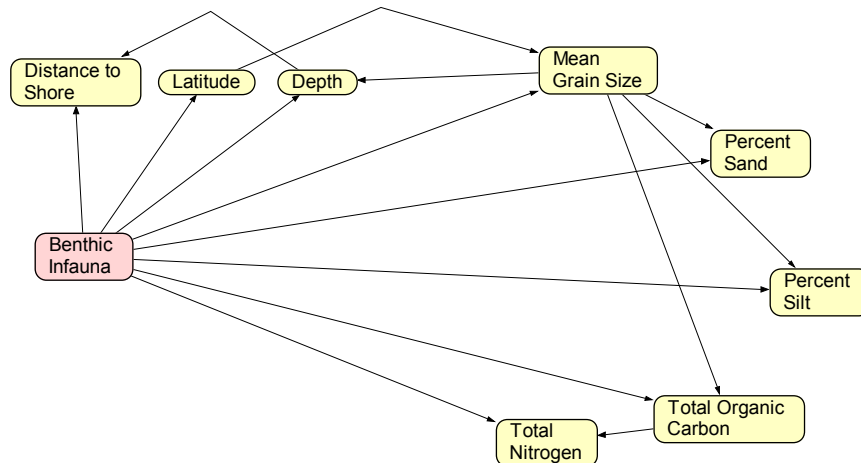 Distance to
Shore
Latitude
Depth
Mean
Grain Size
Percent
Sand
Benthic
Infauna
Percent
Silt
Total Organic
Carbon
Total
Nitrogen